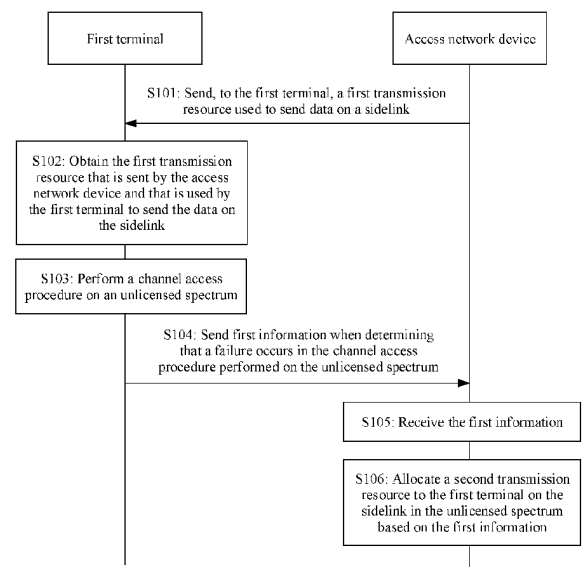 First terminal
Access network device
S101: Send, to the first terminal, a first transmission
resource used to send data on a sidelink
S102: Obtain the first transmission
resource that is sent by the access
network device and that is used by
the first terminal to send the data on
the sidelink
S103: Perform a channel access
procedure on an unlicensed spectrum
S104: Send first information when determining
that a failure occurs in the channel access
procedure performed on the unlicensed spectrum
S105: Receive the first information
S106: Allocate a second transmission
resource to the first terminal on the
sidelink in the unlicensed spectrum
based on the first information